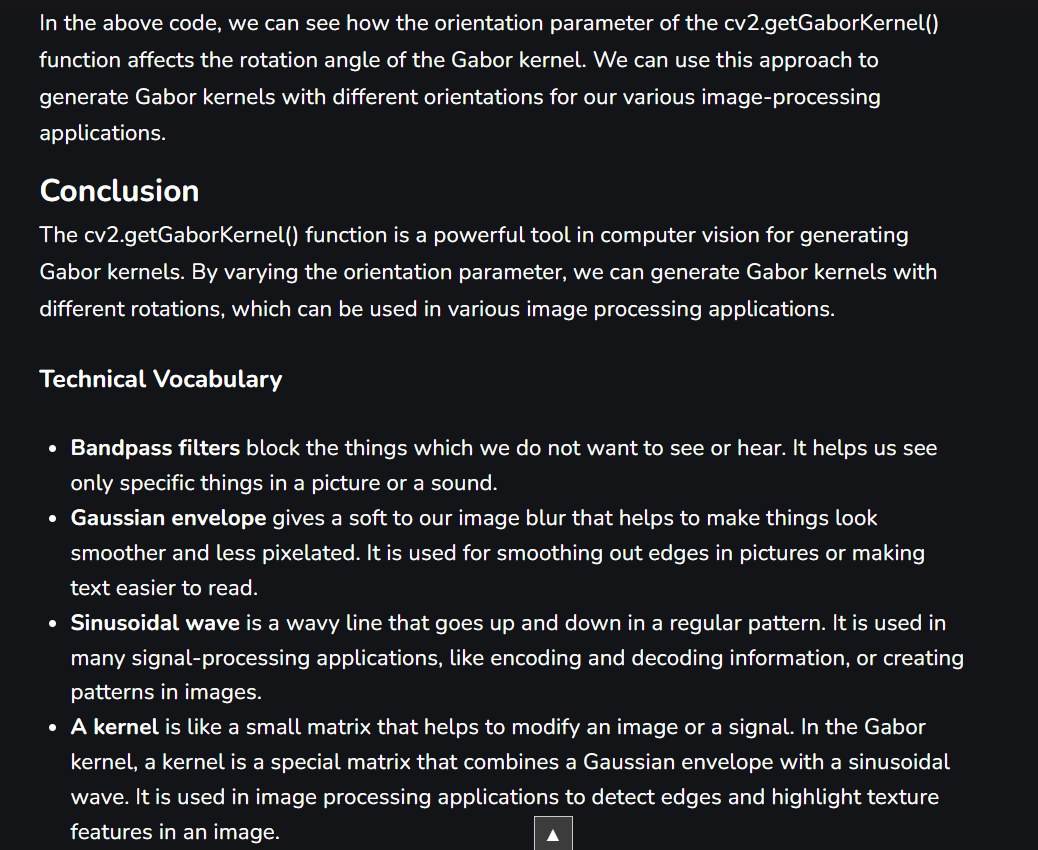 In the above code, we can see how the orientation parameter of the cv2.getGaborKernel()
function affects the rotation angle of the Gabor kernel. We can use this approach to
generate Gabor kernels with different orientations for our various image-processing
applications.
Conclusion
The cv2.getGaborKernel() function is a powerful tool in computer vision for generating
Gabor kernels. By varying the orientation parameter, we can generate Gabor kernels with
different rotations, which can be used in various image processing applications.
Technical Vocabulary
• Bandpass filters block the things which we do not want to see or hear. It helps us see
only specific things in a picture or a sound.
• Gaussian envelope gives a soft to our image blur that helps to make things look
smoother and less pixelated. It is used for smoothing out edges in pictures or making
text easier to read.
• Sinusoidal wave is a wavy line that goes up and down in a regular pattern. It is used in
many signal-processing applications, like encoding and decoding information, or creating
patterns in images.
• A kernel is like a small matrix that helps to modify an image or a signal. In the Gabor
kernel, a kernel is a special matrix that combines a Gaussian envelope with a sinusoidal
wave. It is used in image processing applications to detect edges and highlight texture
features in an image.